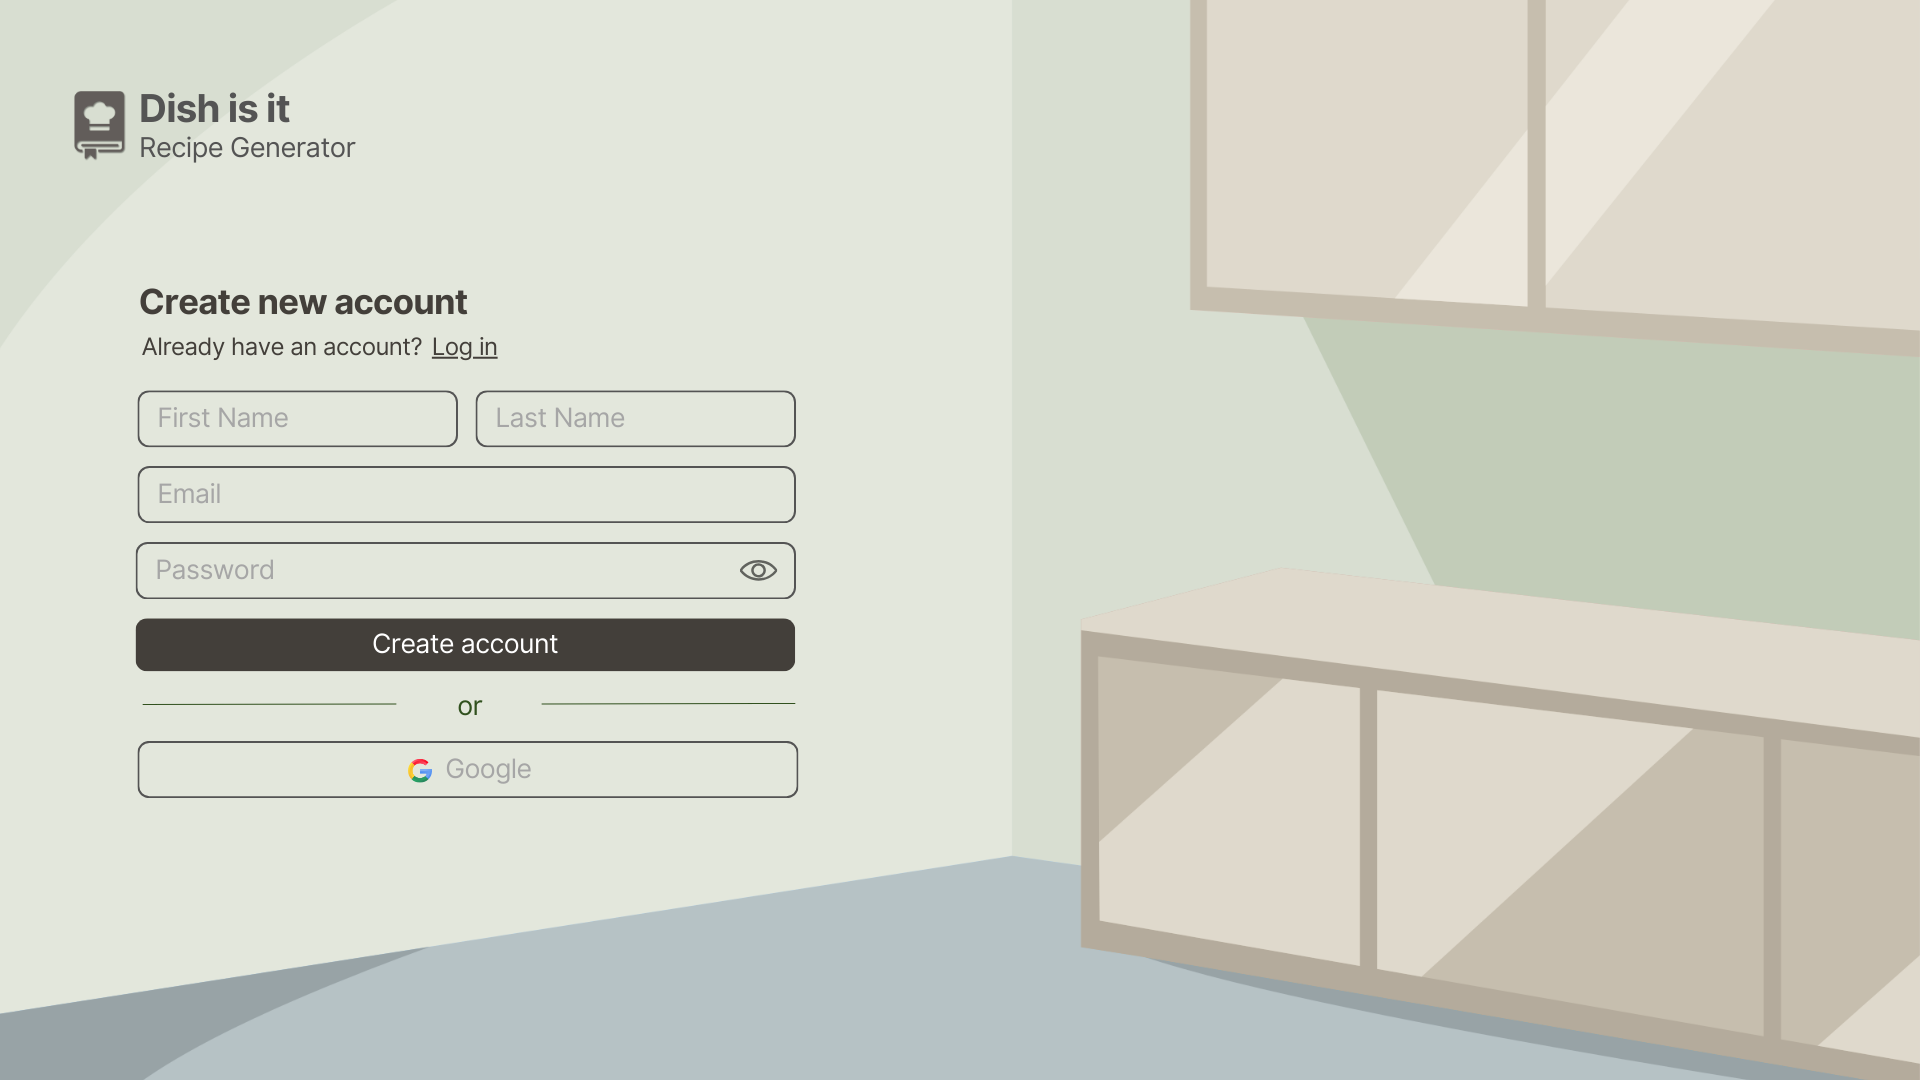 Dish is it
Recipe Generator
Create new account
Already have an account? Log in
First Name
Last Name
Email
Password
Create account
or
Google